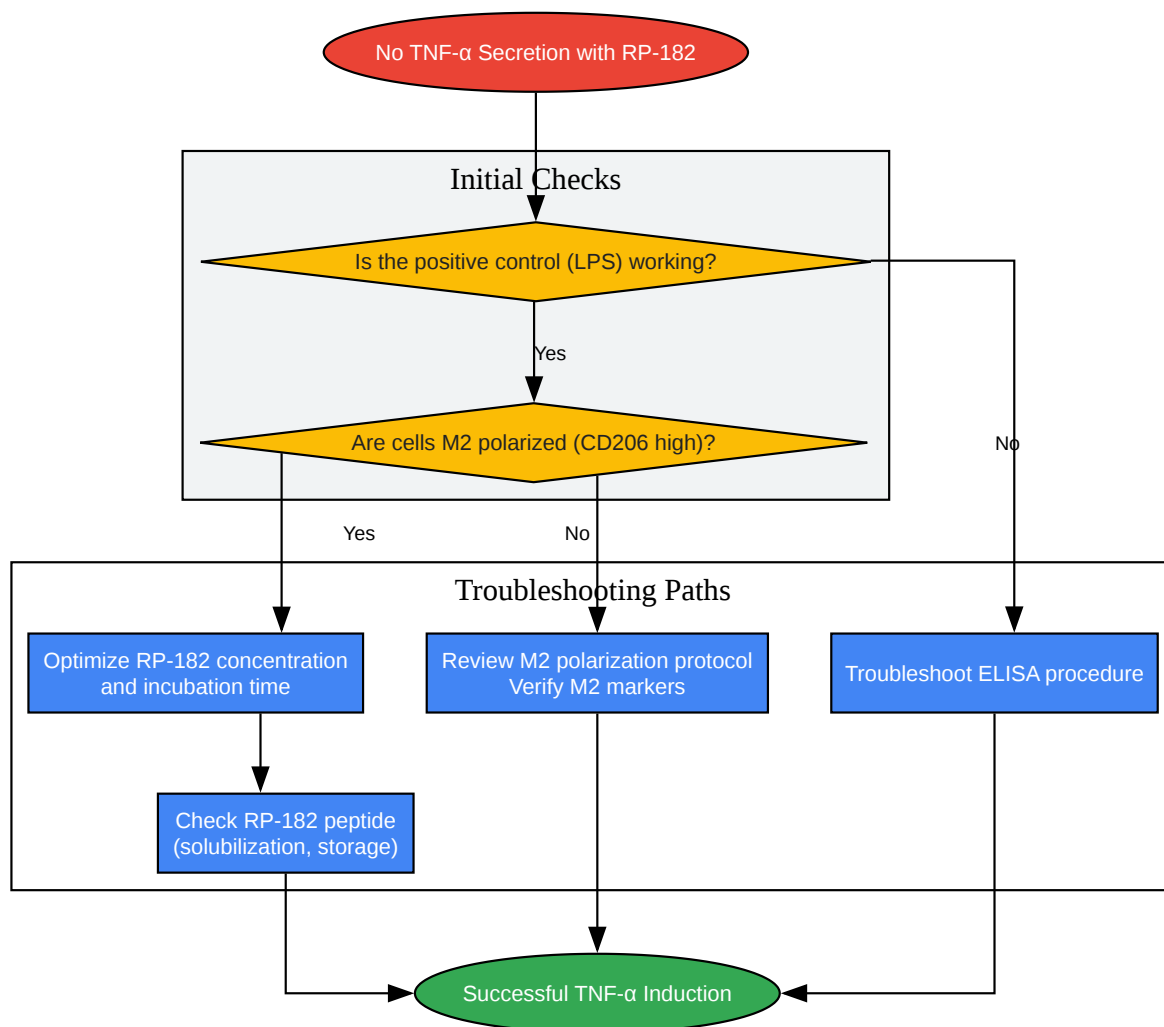 No TNF-α Secretion with RP-182
Initial Checks
Is the positive control (LPS) working?
Yes
Are cells M2 polarized (CD206 high)?
No
Yes
No
Troubleshooting Paths
Optimize RP-182 concentration
and incubation time
Review M2 polarization protocol
Verify M2 markers
Troubleshoot ELISA procedure
Check RP-182 peptide
(solubilization, storage)
Successful TNF-α Induction